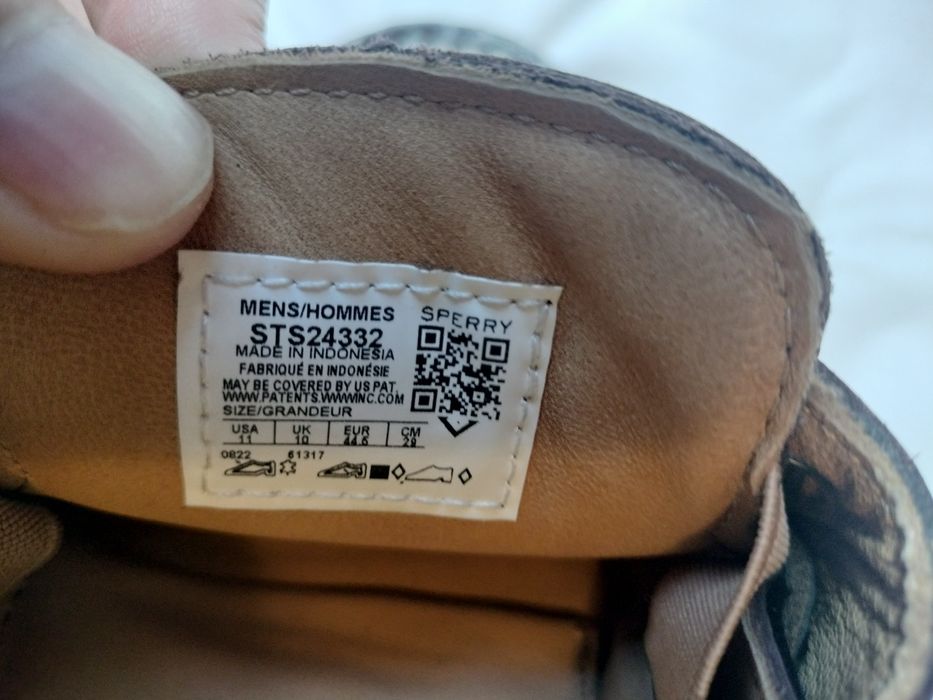 MENS/HOMMES
STS24332
MADE IN INDONESIA
FABRIQUÉ EN INDONÉSIE
MAY BE COVERED BY US PAT.
WWW.PATENTS.WWWINC.COM
SIZE/GRANDEUR
USA UK EUR CM
11 10 44.5 29
0822 61317
SPERRY